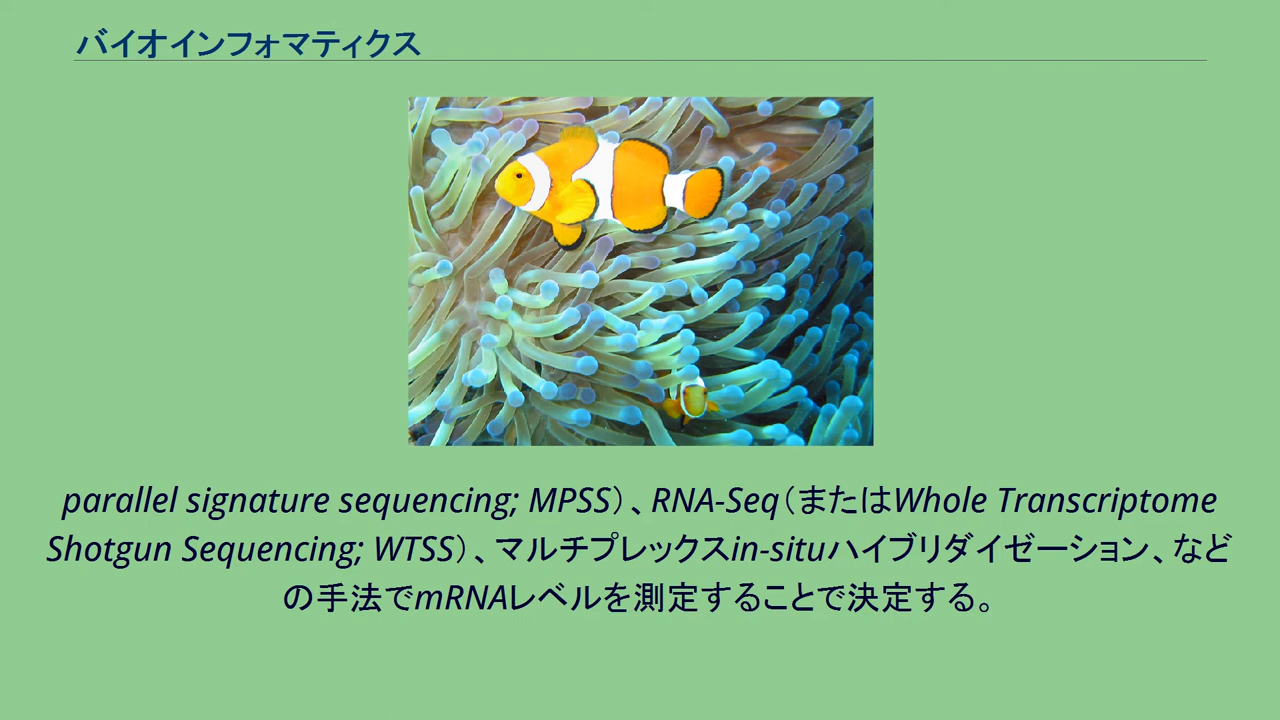 バイオインフォマティクス
parallel signature sequencing; MPSS）、RNA-Seq（またはWhole Transcriptome
Shotgun Sequencing; WTSS）、マルチプレックスin-situハイブリダイゼーション、など
の手法でmRNAレベルを測定することで決定する。